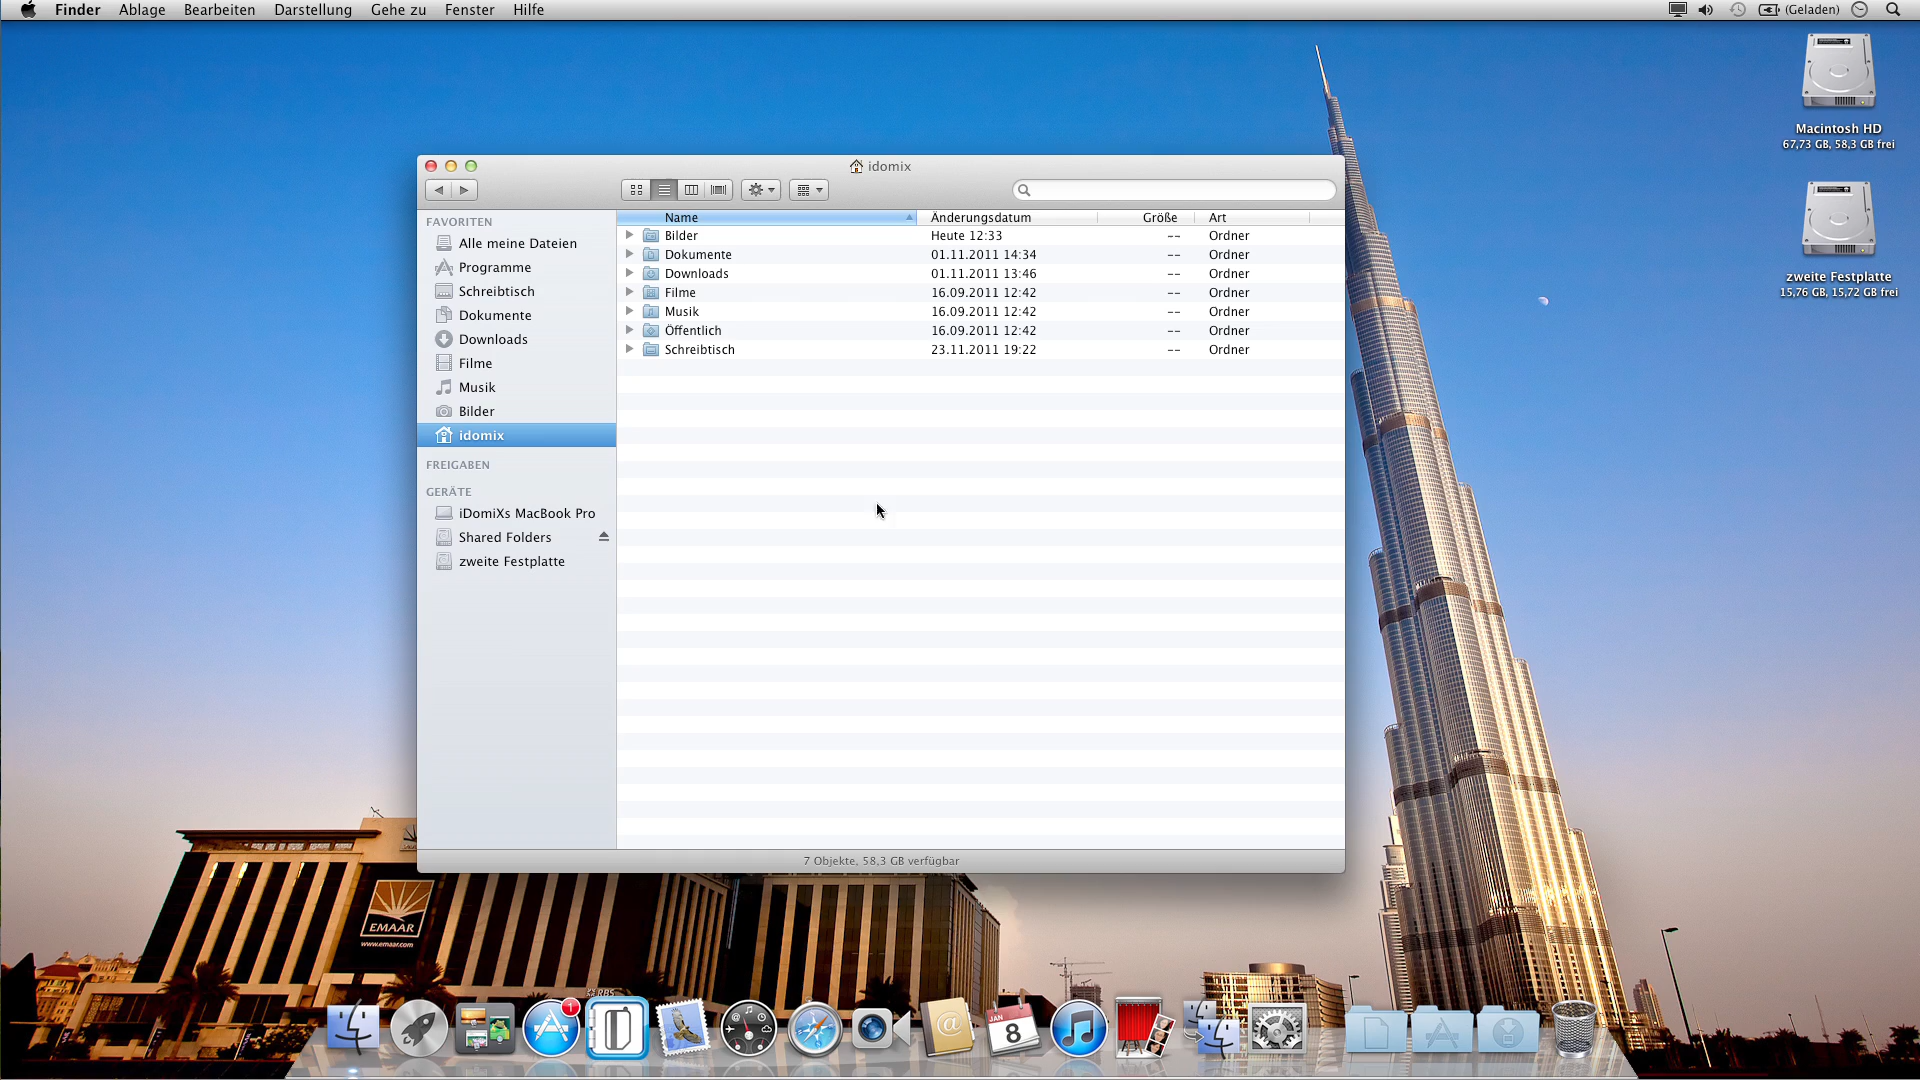 Finder Ablage Bearbeiten Darstellung Gehe zu Fenster Hilfe (Geladen)
Macintosh HD
67,73 GB, 58,3 GB frei
zweite Festplatte
15,76 GB, 15,72 GB frei
idomix
FAVORITEN
Alle meine Dateien
Programme
Schreibtisch
Dokumente
Downloads
Filme
Musik
Bilder
idomix
FREIGABEN
GERÄTE
iDomiXs MacBook Pro
Shared Folders
zweite Festplatte
Name Änderungsdatum Größe Art
Bilder Heute 12:33 -- Ordner
Dokumente 01.11.2011 14:34 -- Ordner
Downloads 01.11.2011 13:46 -- Ordner
Filme 16.09.2011 12:42 -- Ordner
Musik 16.09.2011 12:42 -- Ordner
Öffentlich 16.09.2011 12:42 -- Ordner
Schreibtisch 23.11.2011 19:22 -- Ordner
7 Objekte, 58,3 GB verfügbar
EMAAR
www.emaar.com
RBS
1
@
JAN
8